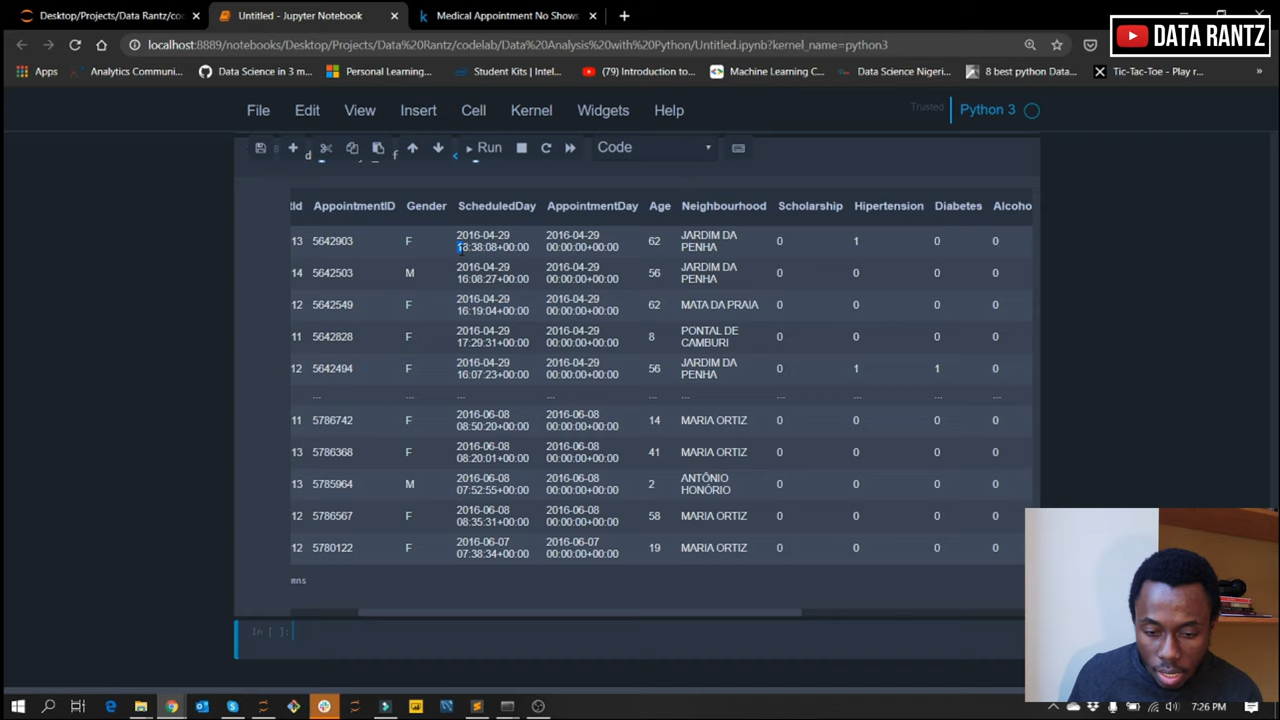 Desktop/Projects/Data Rantz/co
Untitled - Jupyter Notebook
Medical Appointment No Shows
DATA RANTZ
localhost:8889/notebooks/Desktop/Projects/Data%20Rantz/codelab/Data%20Analysis%20with%20Python/Untitled.ipynb?kernel_name=python3
Apps
Analytics Communi...
Data Science in 3 m...
Personal Learning...
Student Kits | Intel...
(79) Introduction to...
Machine Learning C...
Data Science Nigeri...
8 best python Data...
Tic-Tac-Toe - Play r...
»
File Edit View Insert Cell Kernel Widgets Help
Trusted
Python 3
Run
Code
tId AppointmentID Gender ScheduledDay AppointmentDay Age Neighbourhood Scholarship Hipertension Diabetes Alcoho
13 5642903 F 2016-04-29 18:38:08+00:00 2016-04-29 00:00:00+00:00 62 JARDIM DA PENHA 0 1 0 0
14 5642503 M 2016-04-29 16:08:27+00:00 2016-04-29 00:00:00+00:00 56 JARDIM DA PENHA 0 0 0 0
12 5642549 F 2016-04-29 16:19:04+00:00 2016-04-29 00:00:00+00:00 62 MATA DA PRAIA 0 0 0 0
11 5642828 F 2016-04-29 17:29:31+00:00 2016-04-29 00:00:00+00:00 8 PONTAL DE CAMBURI 0 0 0 0
12 5642494 F 2016-04-29 16:07:23+00:00 2016-04-29 00:00:00+00:00 56 JARDIM DA PENHA 0 1 1 0
... ... ... ... ... ... ... ... ... ...
11 5786742 F 2016-06-08 08:50:20+00:00 2016-06-08 00:00:00+00:00 14 MARIA ORTIZ 0 0 0 0
13 5786368 F 2016-06-08 08:20:01+00:00 2016-06-08 00:00:00+00:00 41 MARIA ORTIZ 0 0 0 0
13 5785964 M 2016-06-08 07:52:55+00:00 2016-06-08 00:00:00+00:00 2 ANTÔNIO HONÓRIO 0 0 0 0
12 5786567 F 2016-06-08 08:35:31+00:00 2016-06-08 00:00:00+00:00 58 MARIA ORTIZ 0 0 0 0
12 5780122 F 2016-06-07 07:38:34+00:00 2016-06-07 00:00:00+00:00 19 MARIA ORTIZ 0 0 0 0
mns
In [ ]:
7:26 PM